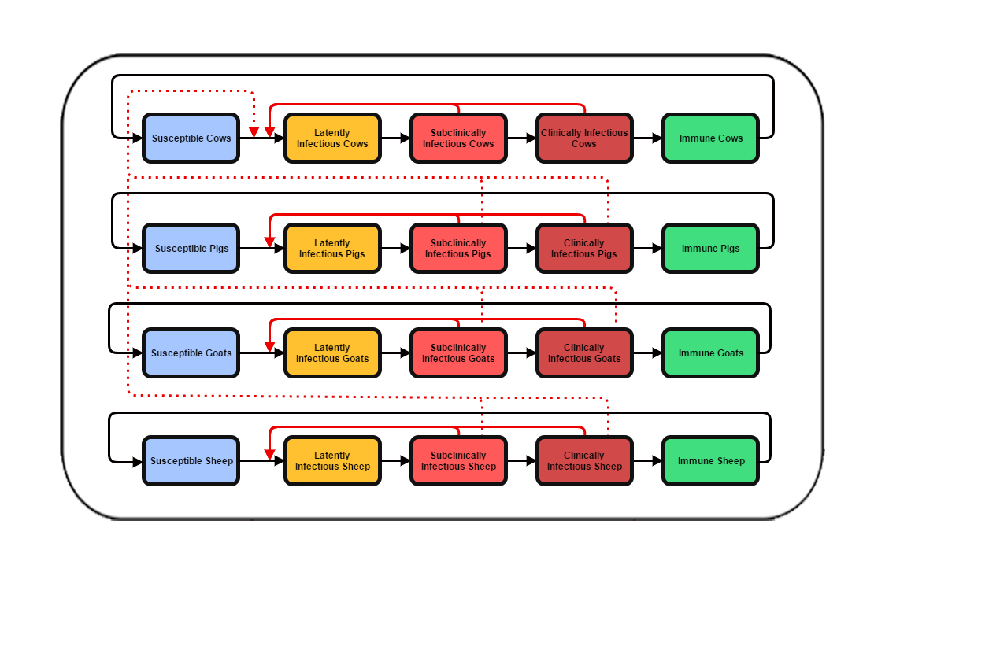 Susceptible Cows
Latently
Infectious Cows
Subclinically
Infectious Cows
Clinically Infectious
Cows
Immune Cows
Susceptible Pigs
Latently
Infectious Pigs
Subclinically
Infectious Pigs
Clinically
Infectious Pigs
Immune Pigs
Susceptible Goats
Latently
Infectious Goats
Subclinically
Infectious Goats
Clinically
Infectious Goats
Immune Goats
Susceptible Sheep
Latently
Infectious Sheep
Subclinically
Infectious Sheep
Clinically
Infectious Sheep
Immune Sheep